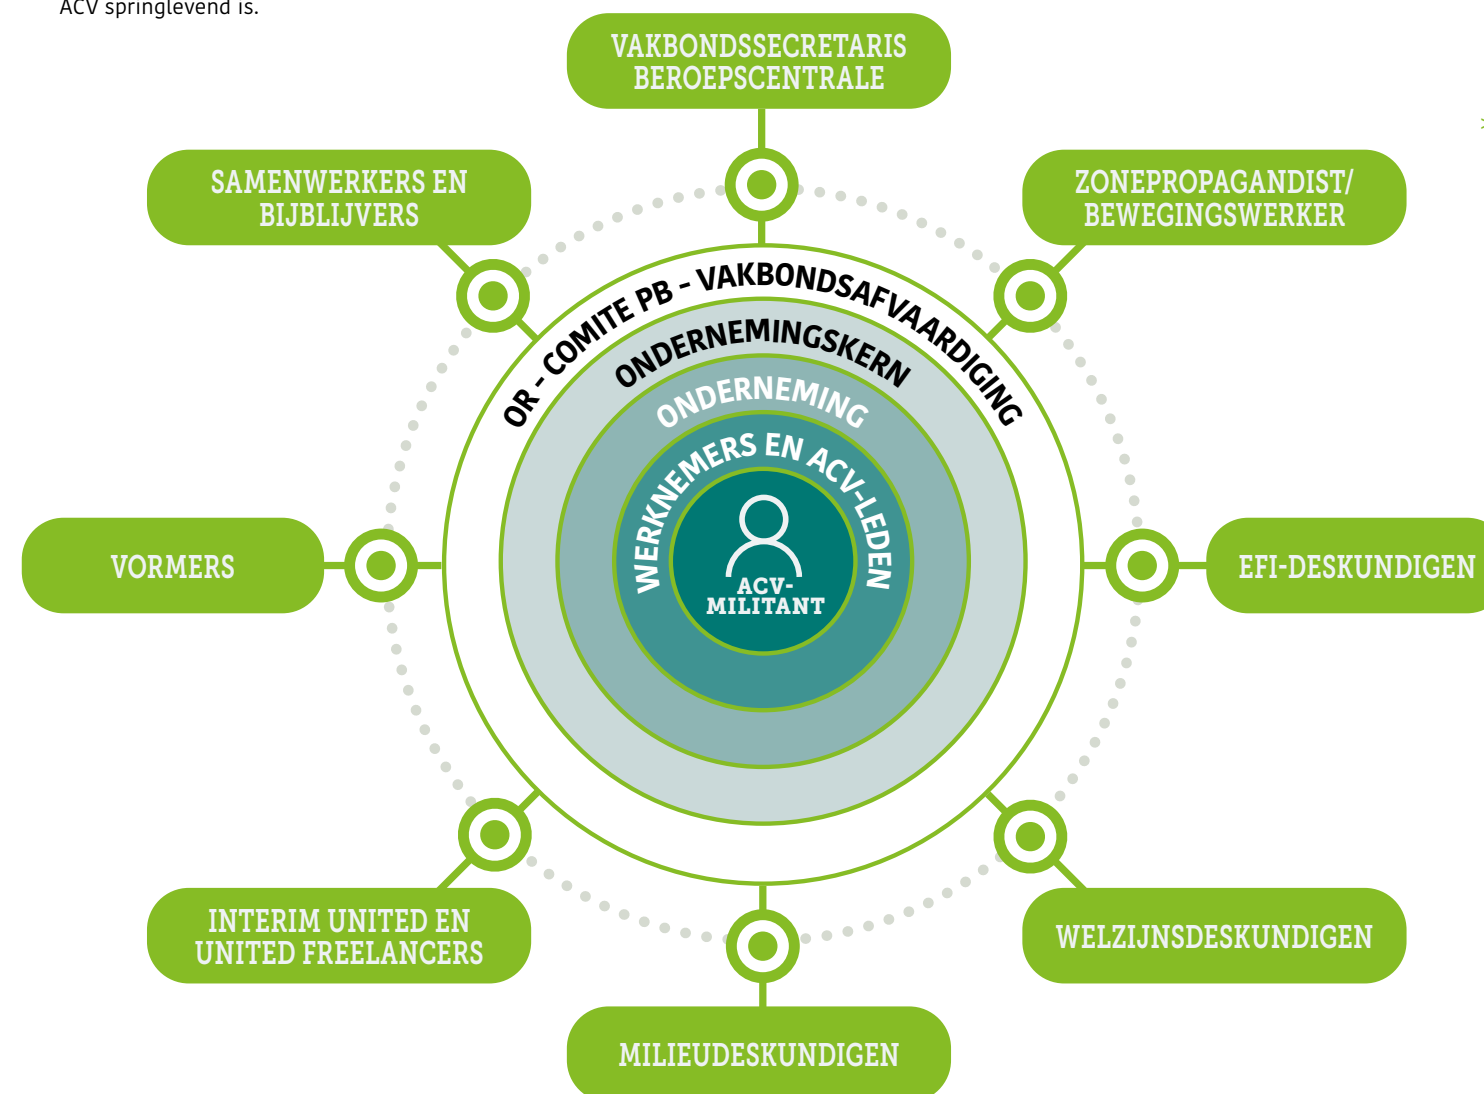 ACV springlevend is.
VAKBONDSSECRETARIS
BEROEPSCENTRALE
SAMENWERKERS EN
BIJBLIJVERS
ZONEPROPAGANDIST/
BEWEGINGSWERKER
OR - COMITE PB - VAKBONDSAFVAARDIGING
ONDERNEMINGSKERN
ONDERNEMING
WERKNEMERS EN ACV-LEDEN
ACV-
MILITANT
VORMERS
EFI-DESKUNDIGEN
INTERIM UNITED EN
UNITED FREELANCERS
WELZIJNSDESKUNDIGEN
MILIEUDESKUNDIGEN